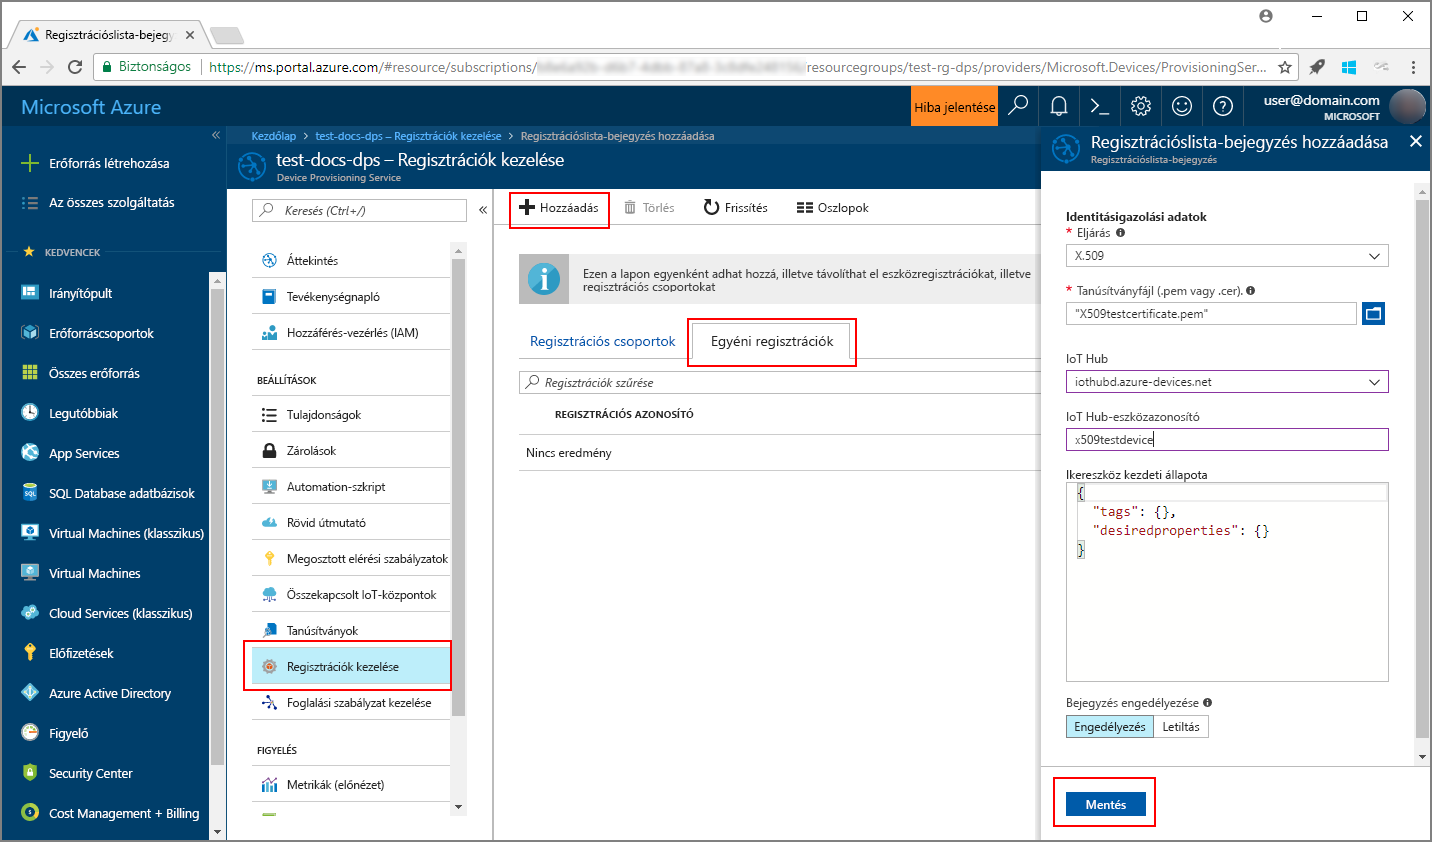 Regisztrációslista-bejegy
Biztonságos
https://ms.portal.azure.com/#resource/subscriptions/
/resourcegroups/test-rg-dps/providers/Microsoft.Devices/ProvisioningSer...
Microsoft Azure
Hiba jelentése
user@domain.com
MICROSOFT
Erőforrás létrehozása
Az összes szolgáltatás
KEDVENCEK
Irányítópult
Erőforráscsoportok
Összes erőforrás
Legutóbbiak
App Services
SQL Database adatbázisok
Virtual Machines (klasszikus)
Virtual Machines
Cloud Services (klasszikus)
Előfizetések
Azure Active Directory
Figyelő
Security Center
Cost Management + Billing
Kezdőlap > test-docs-dps – Regisztrációk kezelése > Regisztrációslista-bejegyzés hozzáadása
test-docs-dps – Regisztrációk kezelése
Device Provisioning Service
Keresés (Ctrl+/)
Áttekintés
Tevékenységnapló
Hozzáférés-vezérlés (IAM)
BEÁLLÍTÁSOK
Tulajdonságok
Zárolások
Automation-szkript
Rövid útmutató
Megosztott elérési szabályzatok
Összekapcsolt IoT-központok
Tanúsítványok
Regisztrációk kezelése
Foglalási szabályzat kezelése
FIGYELÉS
Metrikák (előnézet)
Hozzáadás
Törlés
Frissítés
Oszlopok
Ezen a lapon egyenként adhat hozzá, illetve távolíthat el eszközregisztrációkat, illetve
regisztrációs csoportokat
Regisztrációs csoportok
Egyéni regisztrációk
Regisztrációk szűrése
REGISZTRÁCIÓS AZONOSÍTÓ
Nincs eredmény
Regisztrációslista-bejegyzés hozzáadása
Regisztrációslista-bejegyzés
Identitásigazolási adatok
* Eljárás
X.509
* Tanúsítványfájl (.pem vagy .cer).
"X509testcertificate.pem"
IoT Hub
iothubd.azure-devices.net
IoT Hub-eszközazonosító
x509testdevice
Ikereszköz kezdeti állapota
{
"tags": {},
"desiredproperties": {}
}
Bejegyzés engedélyezése
Engedélyezés
Letiltás
Mentés